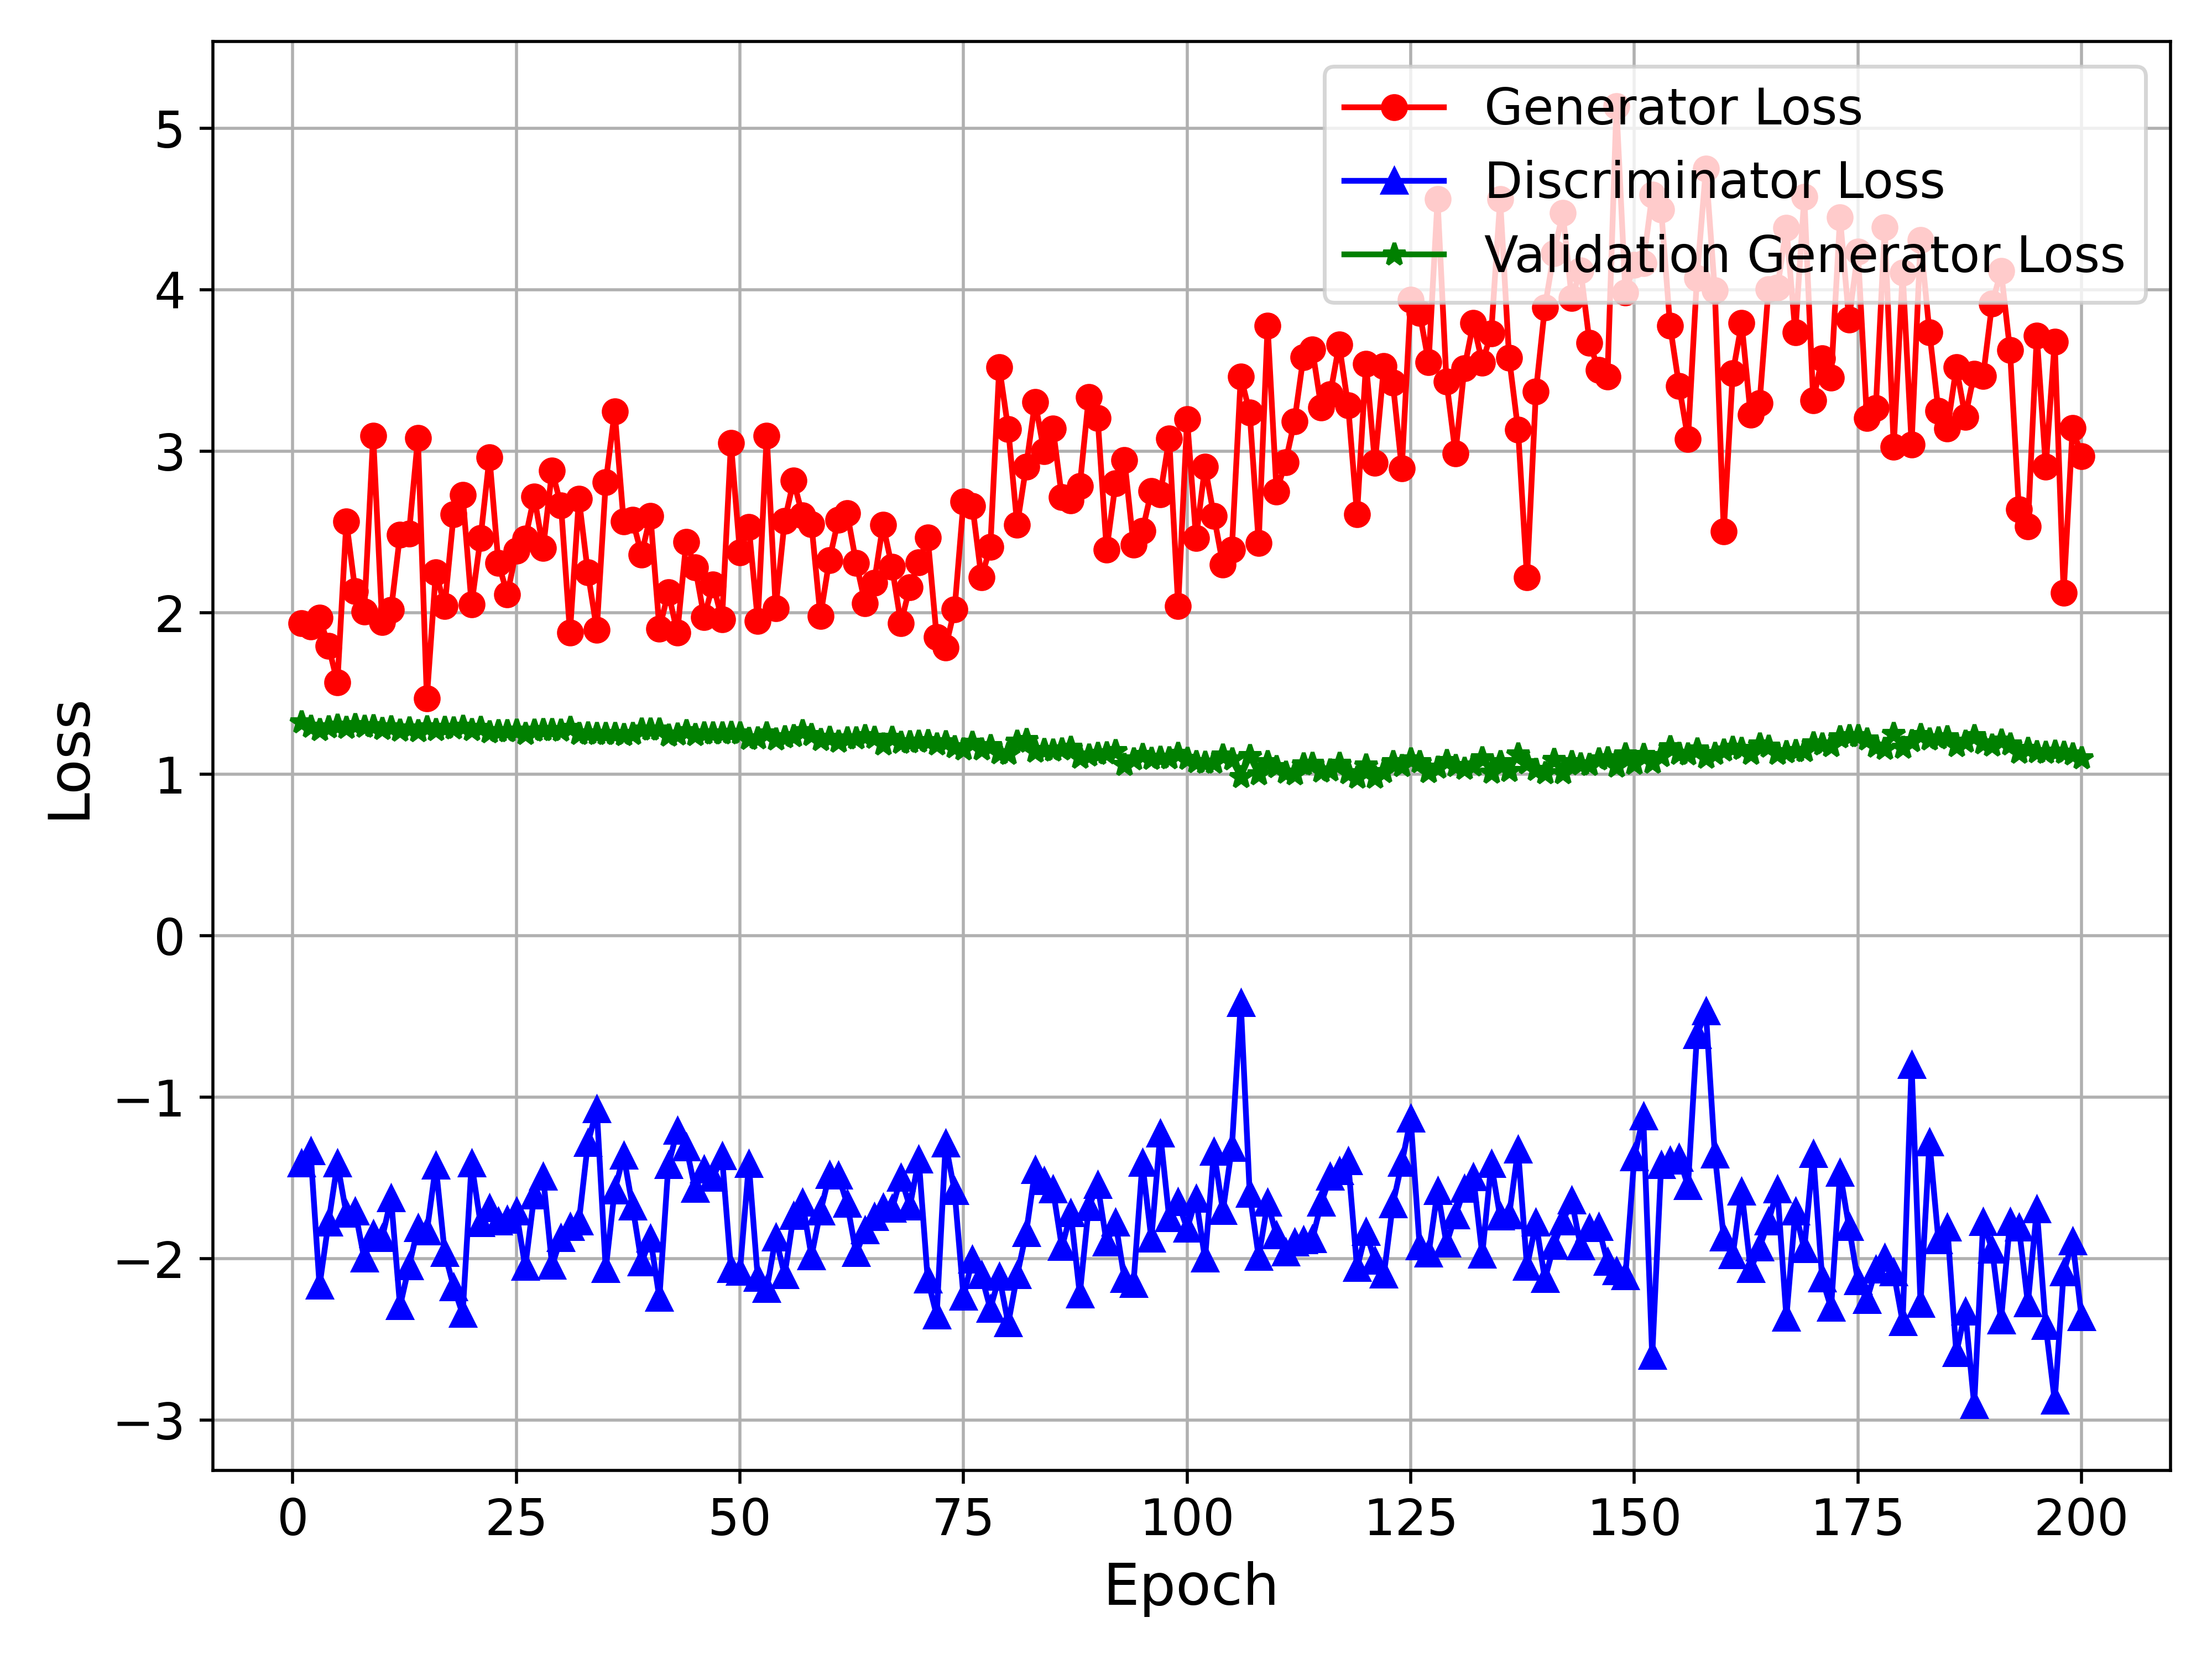 Generator Loss
Discriminator Loss
Validation Generator Loss
5
4
3
2
1
0
−1
−2
−3
Loss
0 25 50 75 100 125 150 175 200
Epoch